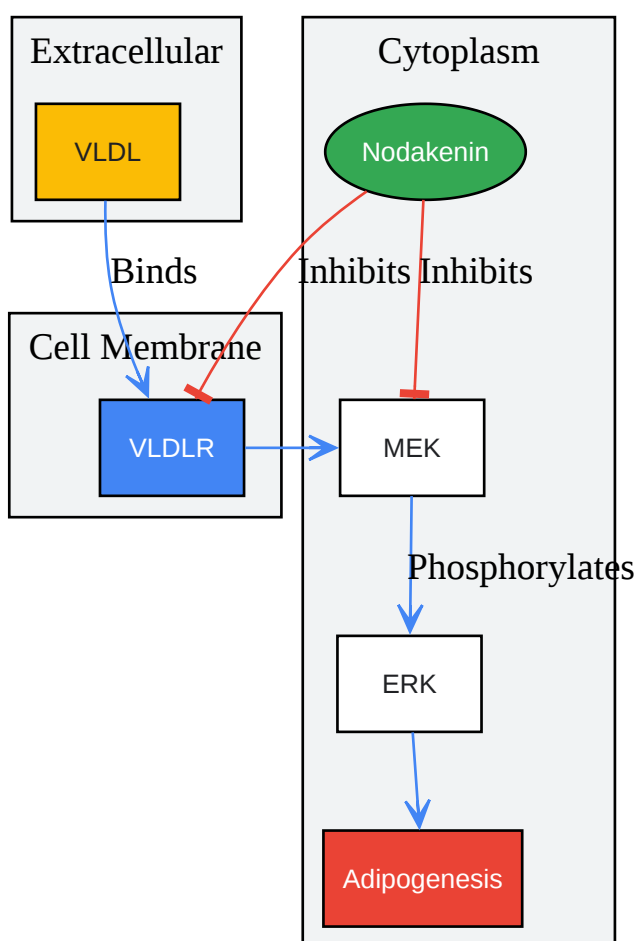 Extracellular
Cytoplasm
VLDL
Nodakenin
Binds
Inhibits
Inhibits
Cell Membrane
VLDLR
MEK
Phosphorylates
ERK
Adipogenesis